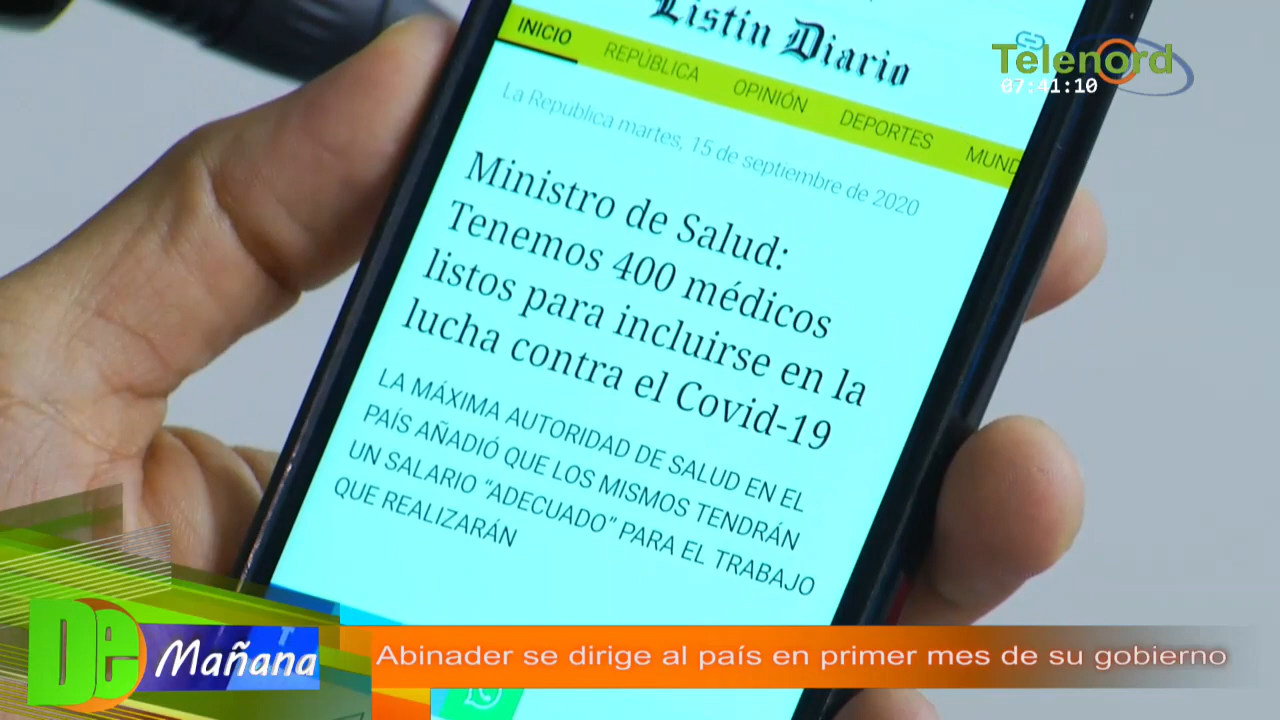 Listin Diario
Telenord
07:41:10
INICIO REPÚBLICA OPINIÓN DEPORTES MUND
La Republica martes, 15 de septiembre de 2020
Ministro de Salud:
Tenemos 400 médicos
listos para incluirse en la
lucha contra el Covid-19
LA MÁXIMA AUTORIDAD DE SALUD EN EL
PAÍS AÑADIÓ QUE LOS MISMOS TENDRÁN
UN SALARIO “ADECUADO” PARA EL TRABAJO
QUE REALIZARÁN
De Mañana
Abinader se dirige al país en primer mes de su gobierno